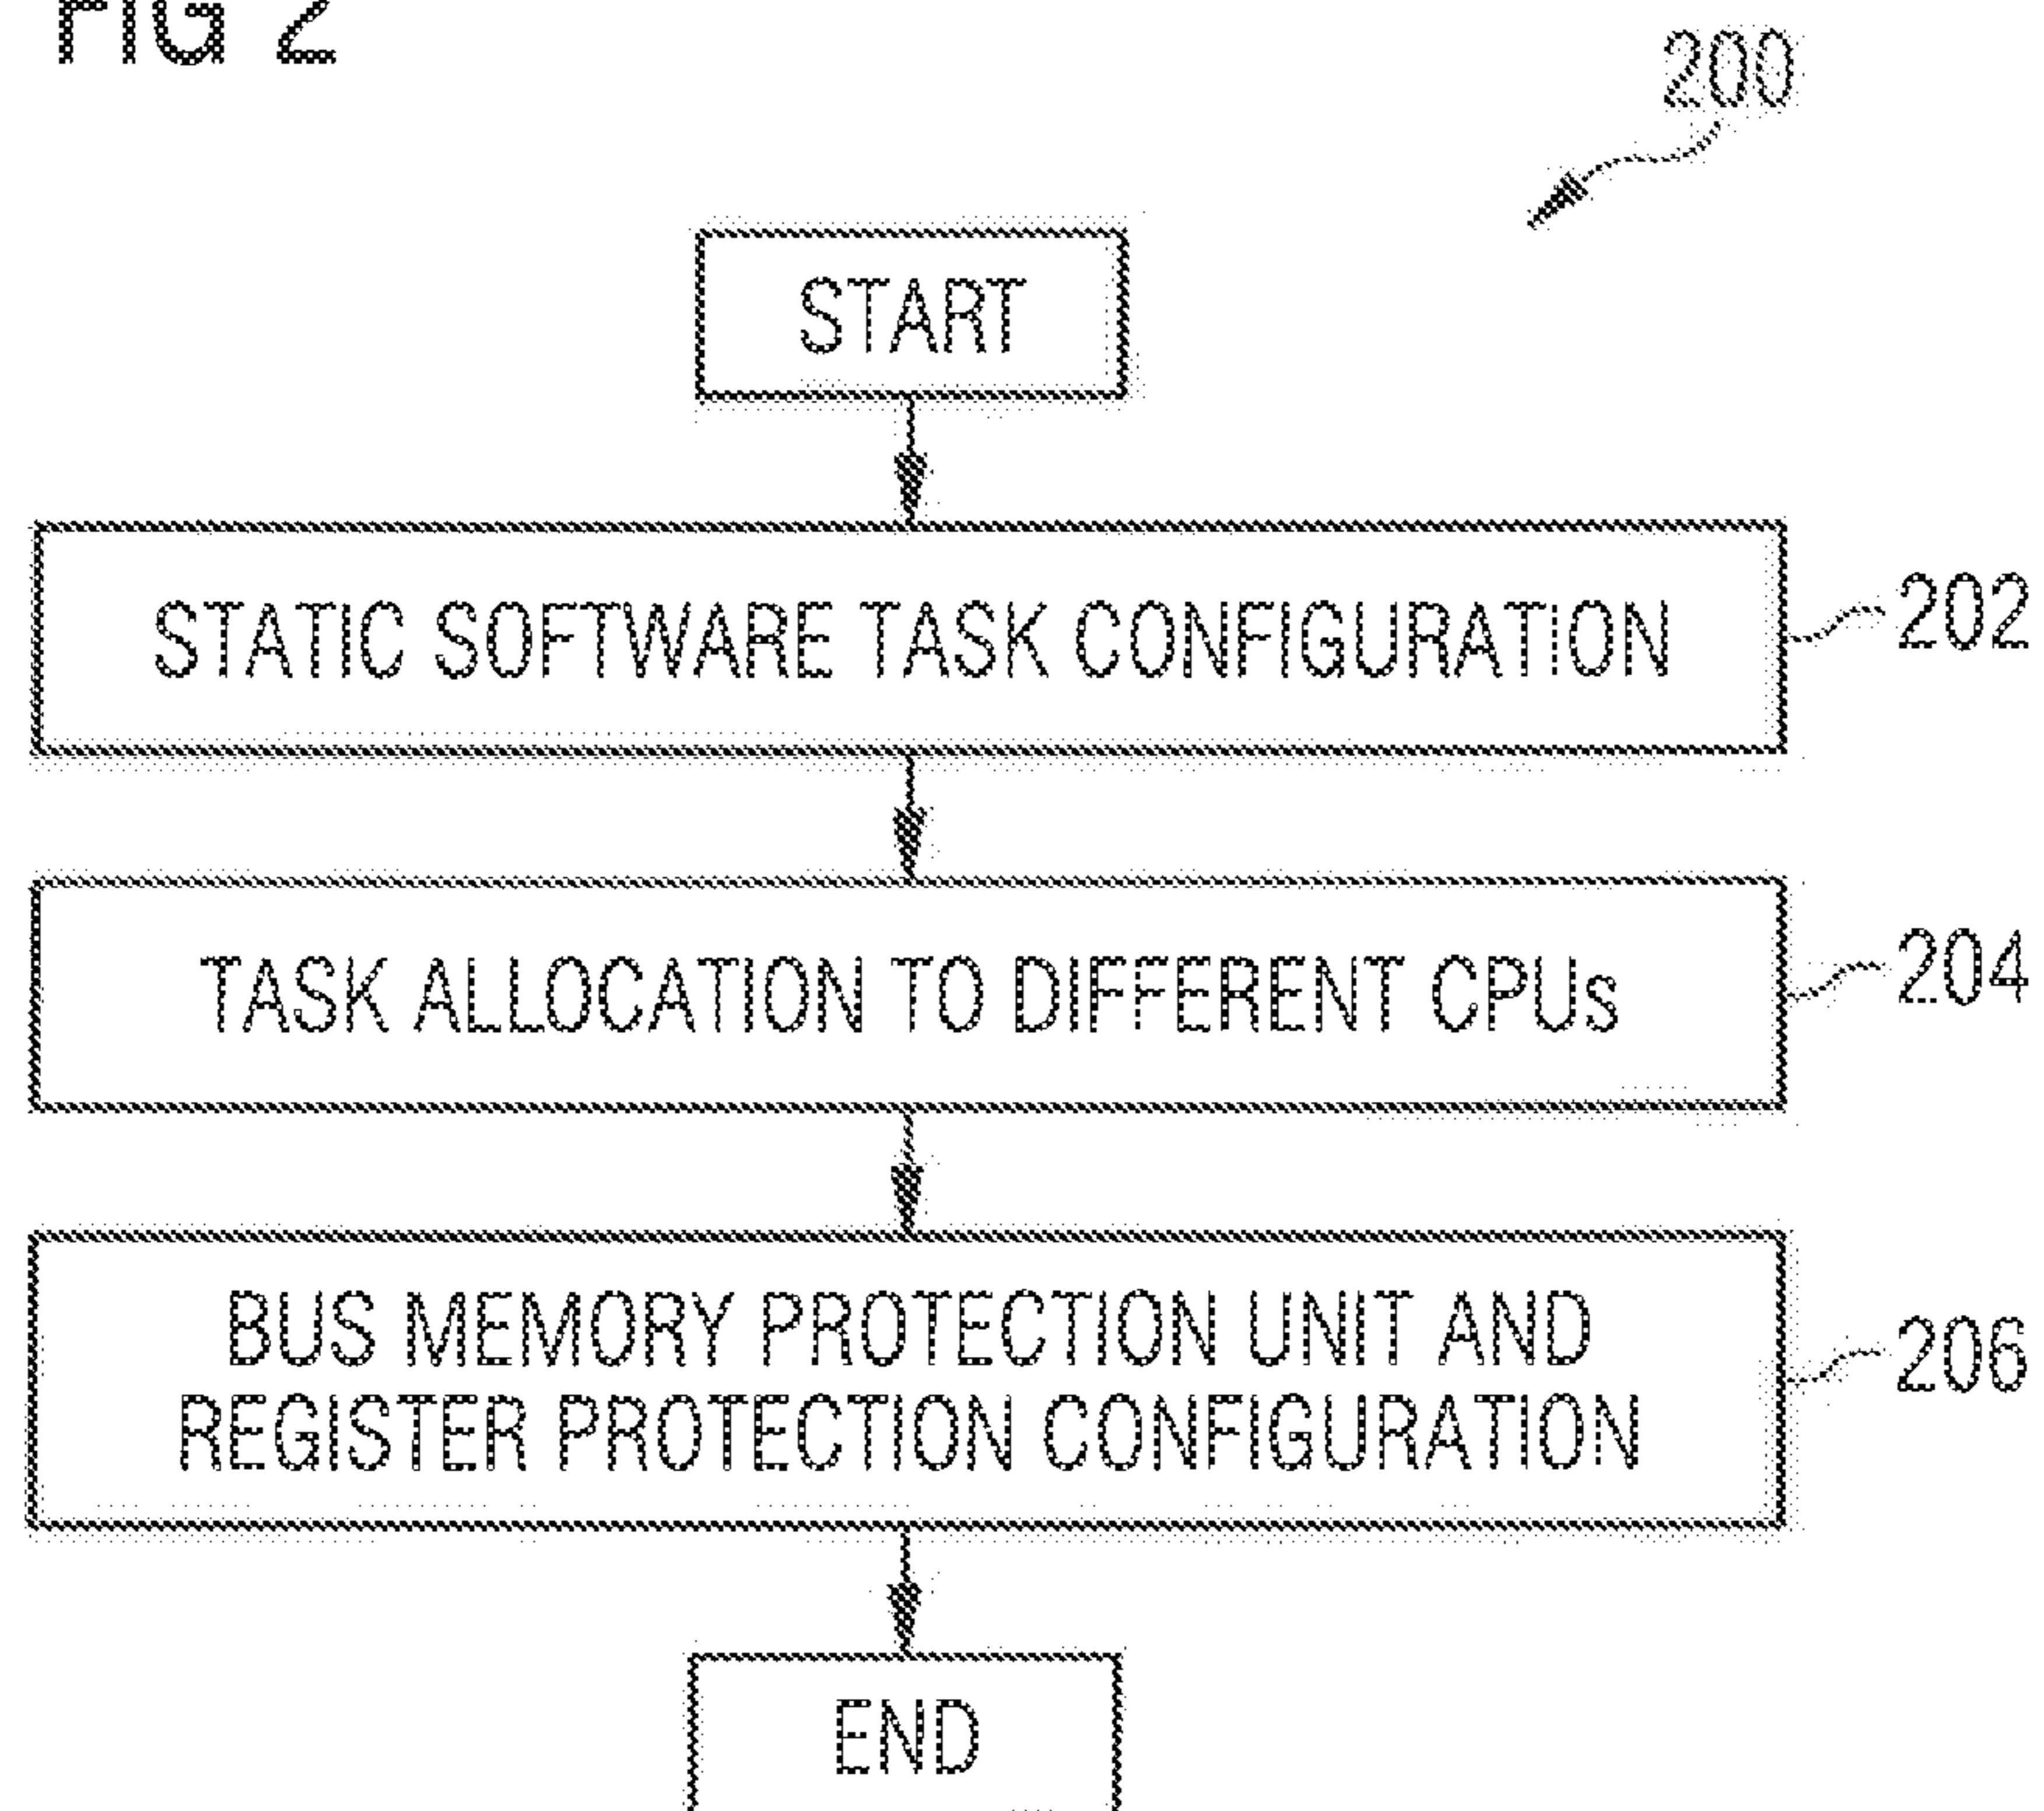 FIG 2
200
START
STATIC SOFTWARE TASK CONFIGURATION
202
TASK ALLOCATION TO DIFFERENT CPUs
204
BUS MEMORY PROTECTION UNIT AND
REGISTER PROTECTION CONFIGURATION
206
END